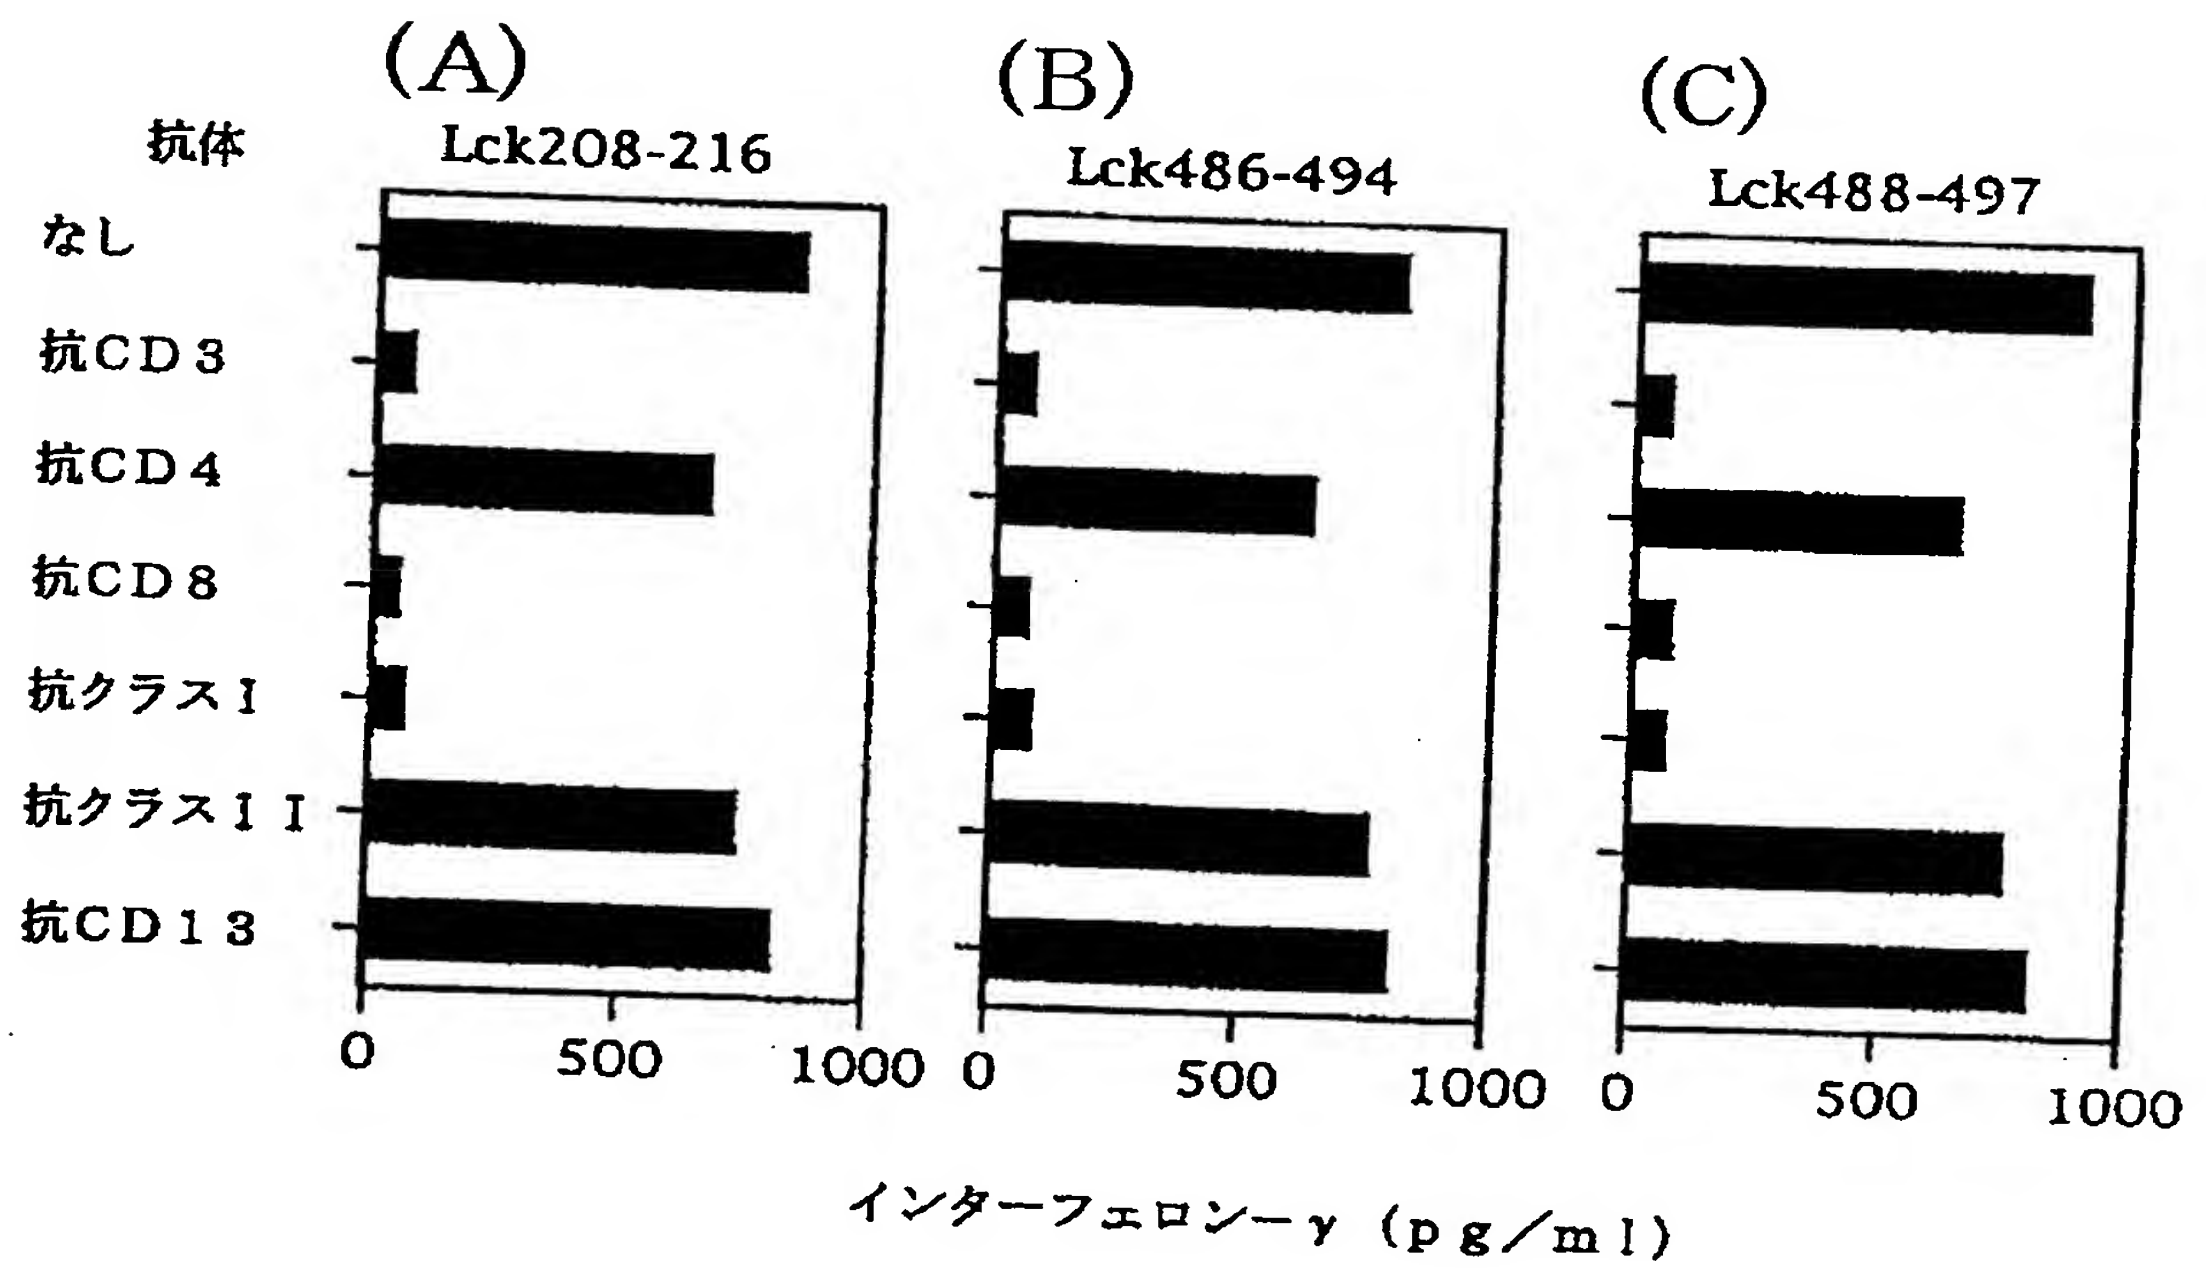 (A) (B) (C)
抗体 Lck208-216 Lck486-494 Lck488-497
なし
抗CD3
抗CD4
抗CD8
抗クラスI
抗クラスII
抗CD13
0 500 1000 0 500 1000 0 500 1000
インターフェロン－γ (pg／ml)